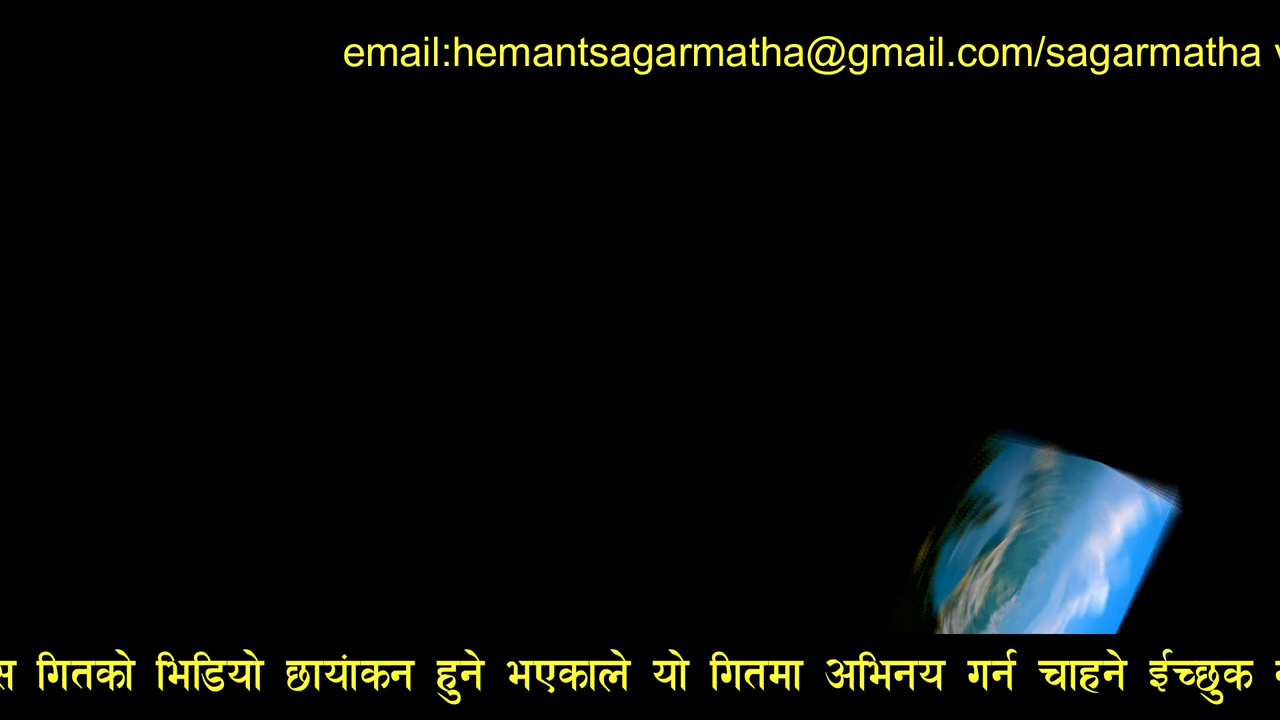 email:hemantsagarmatha@gmail.com/sagarmatha
गितको भिडियो छायांकन हुने भएकाले यो गितमा अभिनय गर्न चाहने ईच्छुक